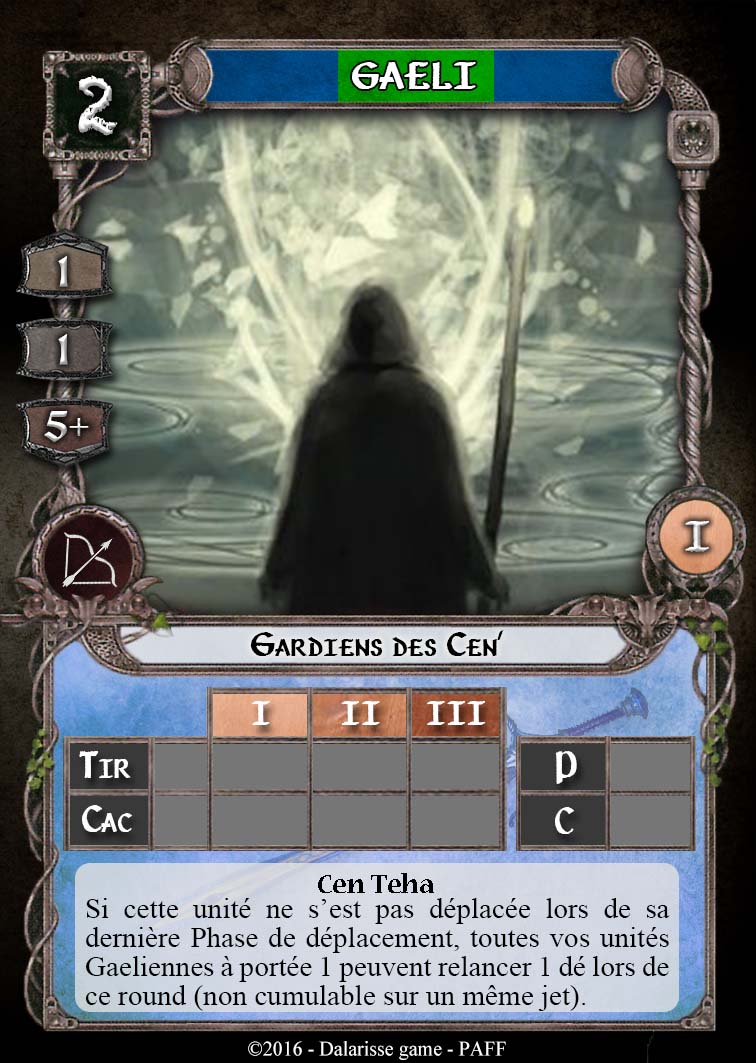 GAELI
2
1
1
5+
I
GARDIENS DES CEN'
I II III
TIR
CAC
D
C
Cen Teha
Si cette unité ne s'est pas déplacée lors de sa
dernière Phase de déplacement, toutes vos unités
Gaeliennes à portée 1 peuvent relancer 1 dé lors de
ce round (non cumulable sur un même jet).
©2016 - Dalarisse game - PAFF